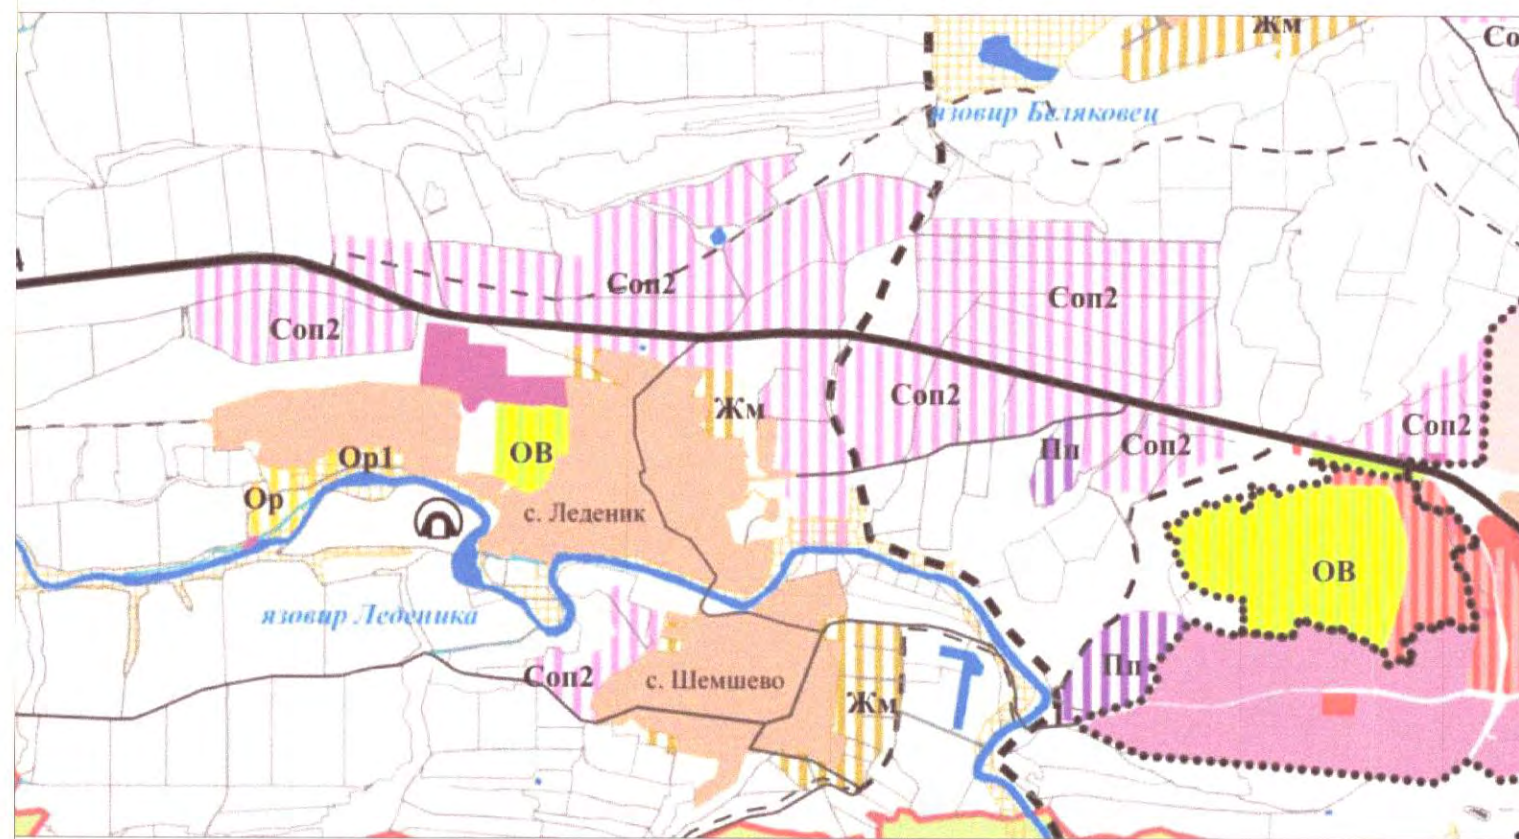 Жм
Со
язовир Беляковец
Соп2
Соп2
Соп2
Соп2
Жм
Соп2
Соп2
Пп
Ор1
ОВ
Ор
с. Леденик
ОВ
язовир Леденика
Соп2
с. Шемшево
Пп
Жм